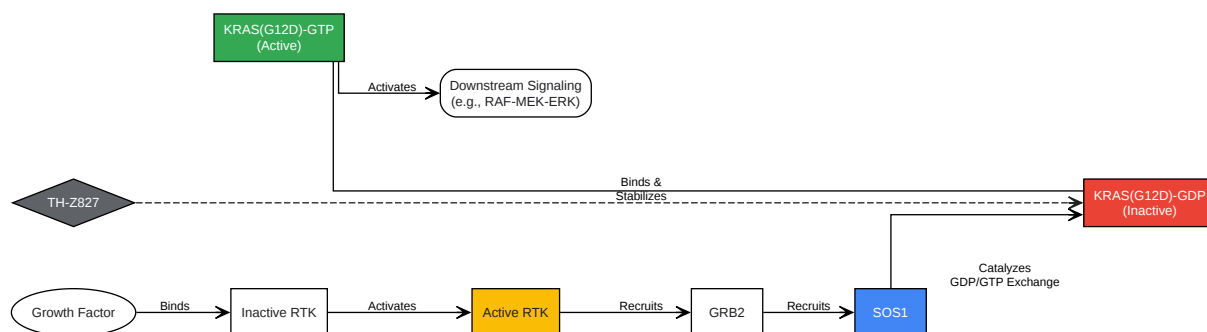 KRAS(G12D)-GTP
(Active)
Activates
Downstream Signaling
(e.g., RAF-MEK-ERK)
Binds &
Stabilizes
TH-Z827
KRAS(G12D)-GDP
(Inactive)
Catalyzes
GDP/GTP Exchange
Growth Factor
Binds
Inactive RTK
Activates
Active RTK
Recruits
GRB2
Recruits
SOS1